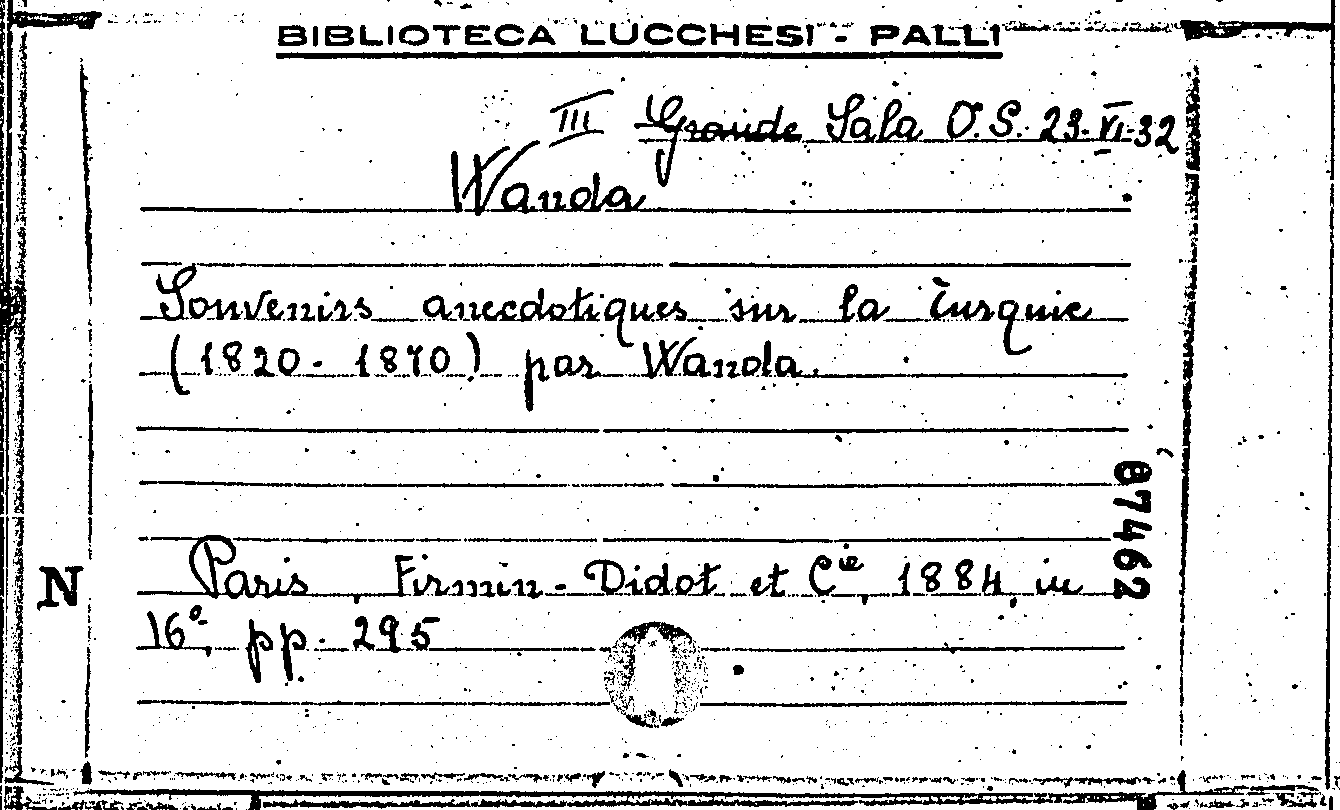 BIBLIOTECA LUCCHESI - PALLI
III Grande Sala O.S. 23.VI.32
Wanda
Souvenirs anecdotiques sur la Turquie
(1820-1870) par Wanda.
87462
N
Paris, Firmin-Didot et Cie, 1884, in
16º, pp. 295